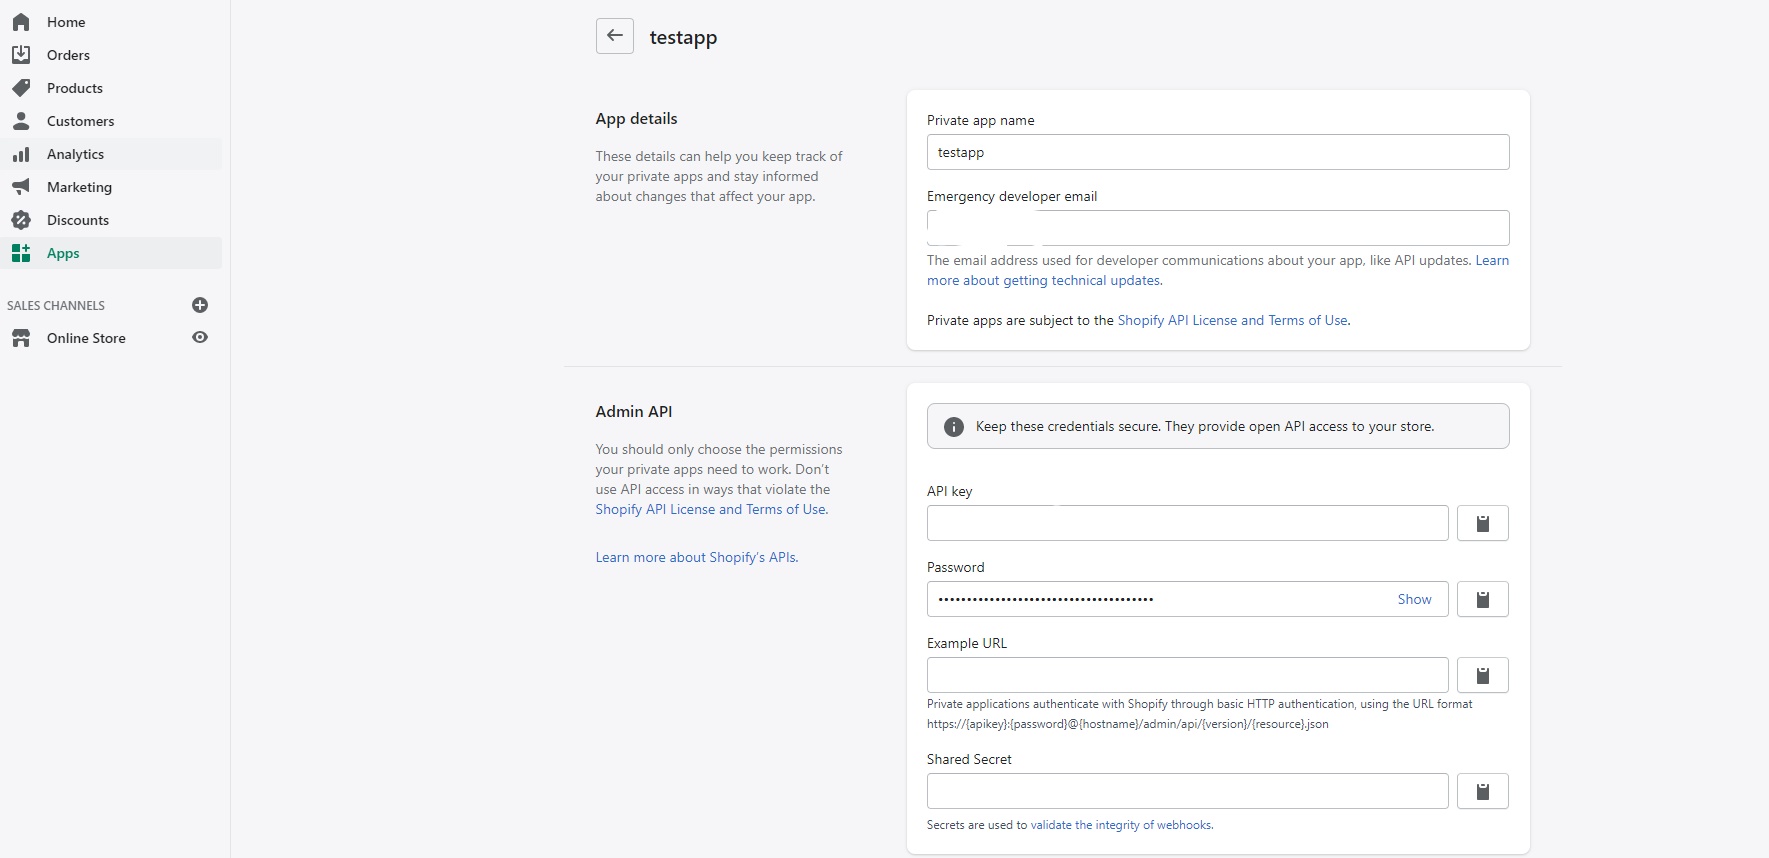 Home
Orders
Products
Customers
Analytics
Marketing
Discounts
Apps
SALES CHANNELS
Online Store
testapp
App details
These details can help you keep track of
your private apps and stay informed
about changes that affect your app.
Private app name
testapp
Emergency developer email
The email address used for developer communications about your app, like API updates. Learn
more about getting technical updates.
Private apps are subject to the Shopify API License and Terms of Use.
Admin API
You should only choose the permissions
your private apps need to work. Don't
use API access in ways that violate the
Shopify API License and Terms of Use.
Learn more about Shopify's APIs.
Keep these credentials secure. They provide open API access to your store.
API key
Password
•••••••••••••••••••••••••••••••••••••• Show
Example URL
Private applications authenticate with Shopify through basic HTTP authentication, using the URL format
https://{apikey}:{password}@{hostname}/admin/api/{version}/{resource}.json
Shared Secret
Secrets are used to validate the integrity of webhooks.